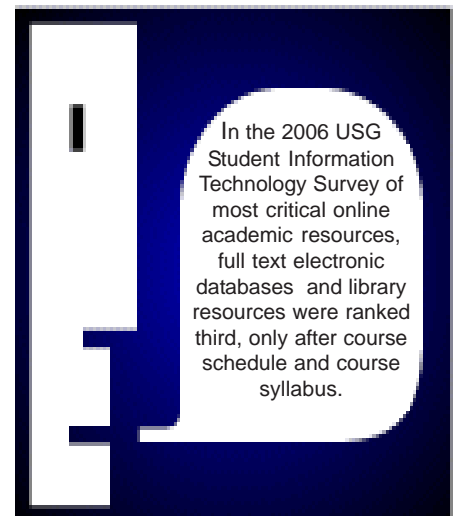 In the 2006 USG
Student Information
Technology Survey of
most critical online
academic resources,
full text electronic
databases  and library
resources were ranked
third, only after course
schedule and course
syllabus.